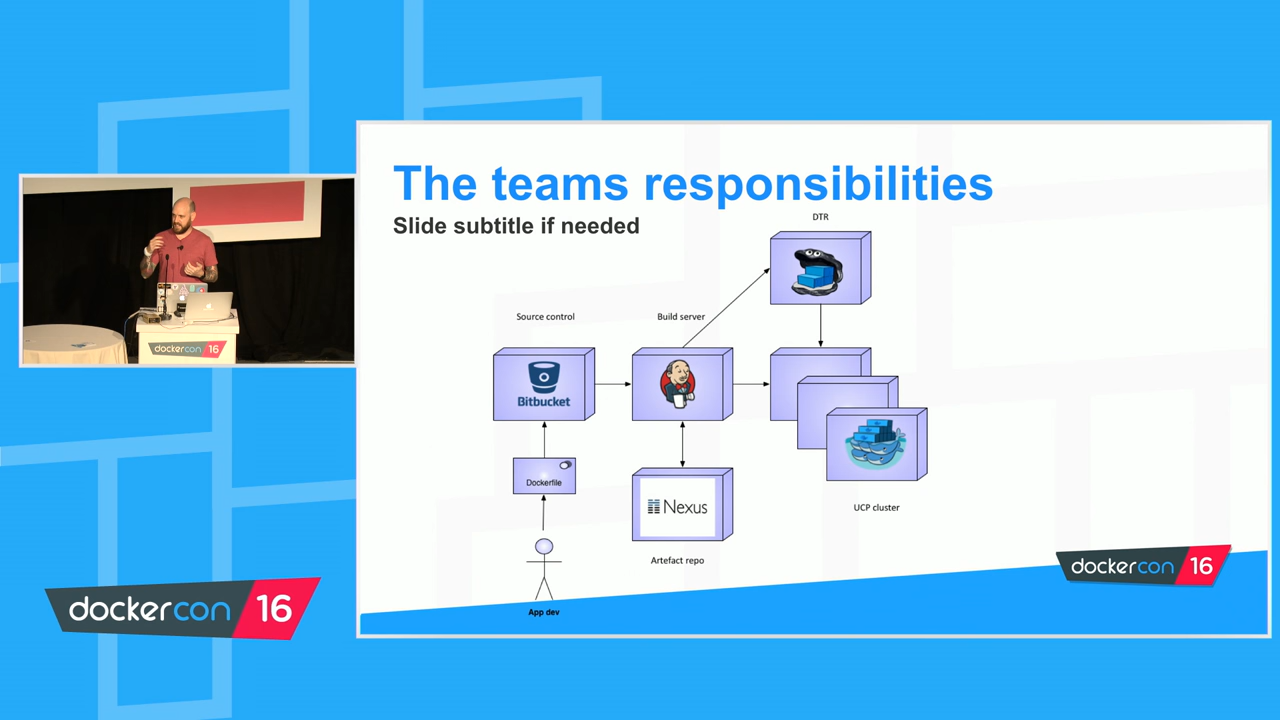 The teams responsibilities
Slide subtitle if needed
DTR
Source control
Build server
Bitbucket
Dockerfile
Nexus
UCP cluster
Artefact repo
App dev
dockercon 16
dockercon 16
dockercon 16